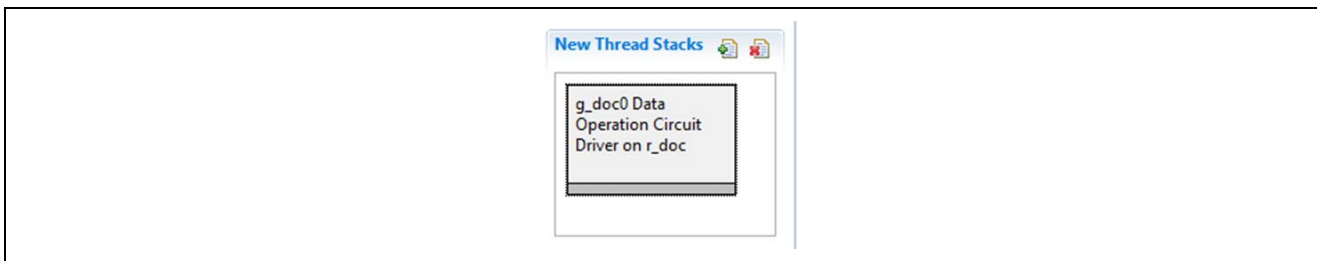 New Thread Stacks
g_doc0 Data
Operation Circuit
Driver on r_doc